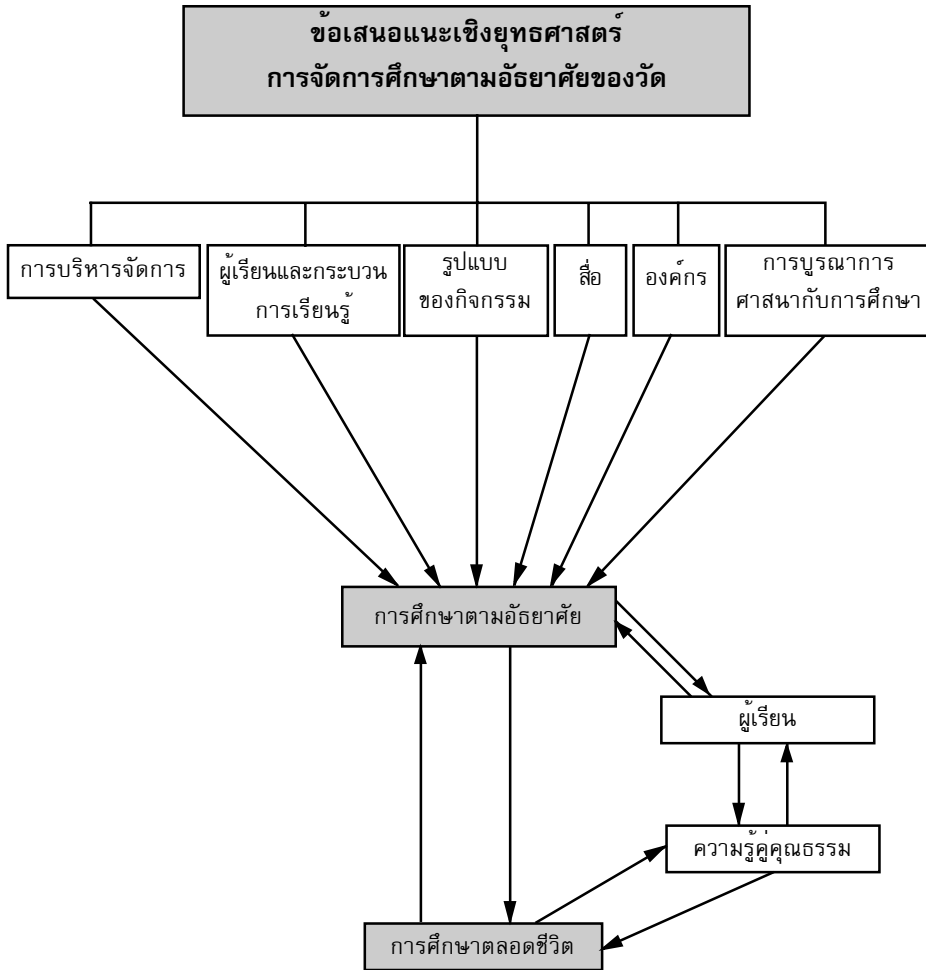 ข้อเสนอแนะเชิงยุทธศาสตร์
การจัดการศึกษาตามอัธยาศัยของวัด
การบริหารจัดการ
ผู้เรียนและกระบวน
การเรียนรู้
รูปแบบ
ของกิจกรรม
สื่อ
องค์กร
การบูรณาการ
ศาสนากับการศึกษา
การศึกษาตามอัธยาศัย
ผู้เรียน
ความรู้คู่คุณธรรม
การศึกษาตลอดชีวิต